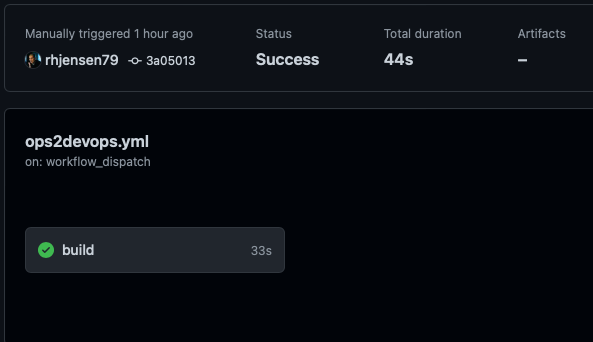 Manually triggered 1 hour ago
Status
Total duration
Artifacts
rhjensen79 3a05013
Success
44s
–
ops2devops.yml
on: workflow_dispatch
build 33s